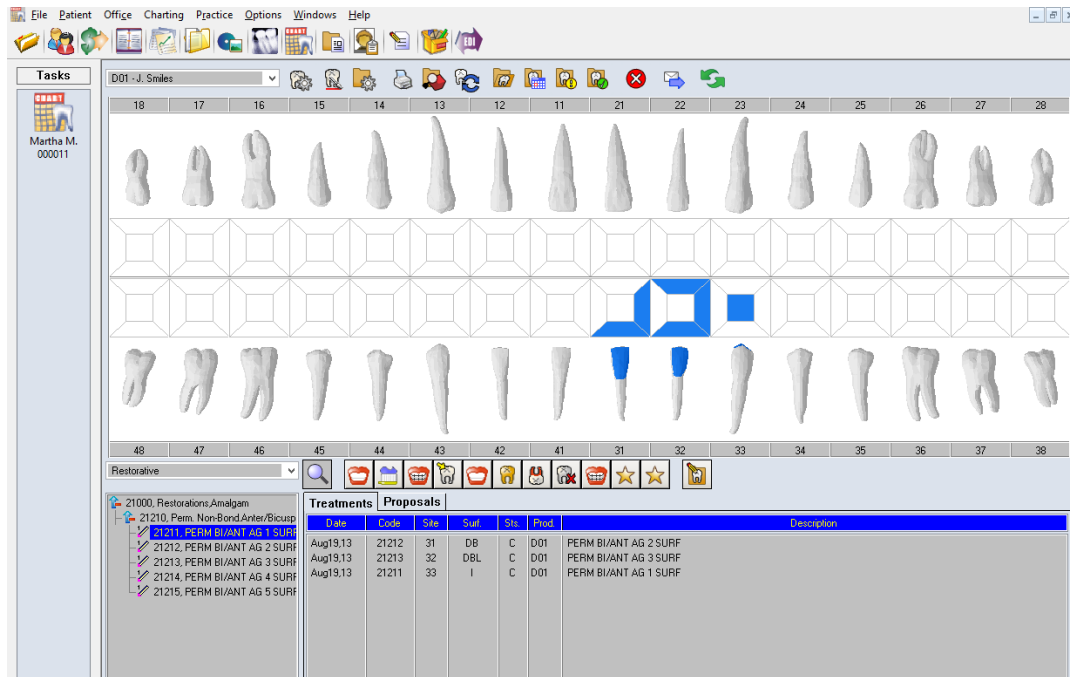 File Patient Office Charting Practice Options Windows Help
EDI
Tasks
D01 - J. Smiles
CHART
Martha M.
000011
18 17 16 15 14 13 12 11 21 22 23 24 25 26 27 28
48 47 46 45 44 43 42 41 31 32 33 34 35 36 37 38
Restorative
21000, Restorations,Amalgam
21210, Perm. Non-Bond.Anter/Bicusp
21211, PERM BI/ANT AG 1 SURF
21212, PERM BI/ANT AG 2 SURF
21213, PERM BI/ANT AG 3 SURF
21214, PERM BI/ANT AG 4 SURF
21215, PERM BI/ANT AG 5 SURF
Treatments Proposals
Date Code Site Surf. Sts. Prod. Description
Aug19,13 21212 31 DB C D01 PERM BI/ANT AG 2 SURF
Aug19,13 21213 32 DBL C D01 PERM BI/ANT AG 3 SURF
Aug19,13 21211 33 I C D01 PERM BI/ANT AG 1 SURF